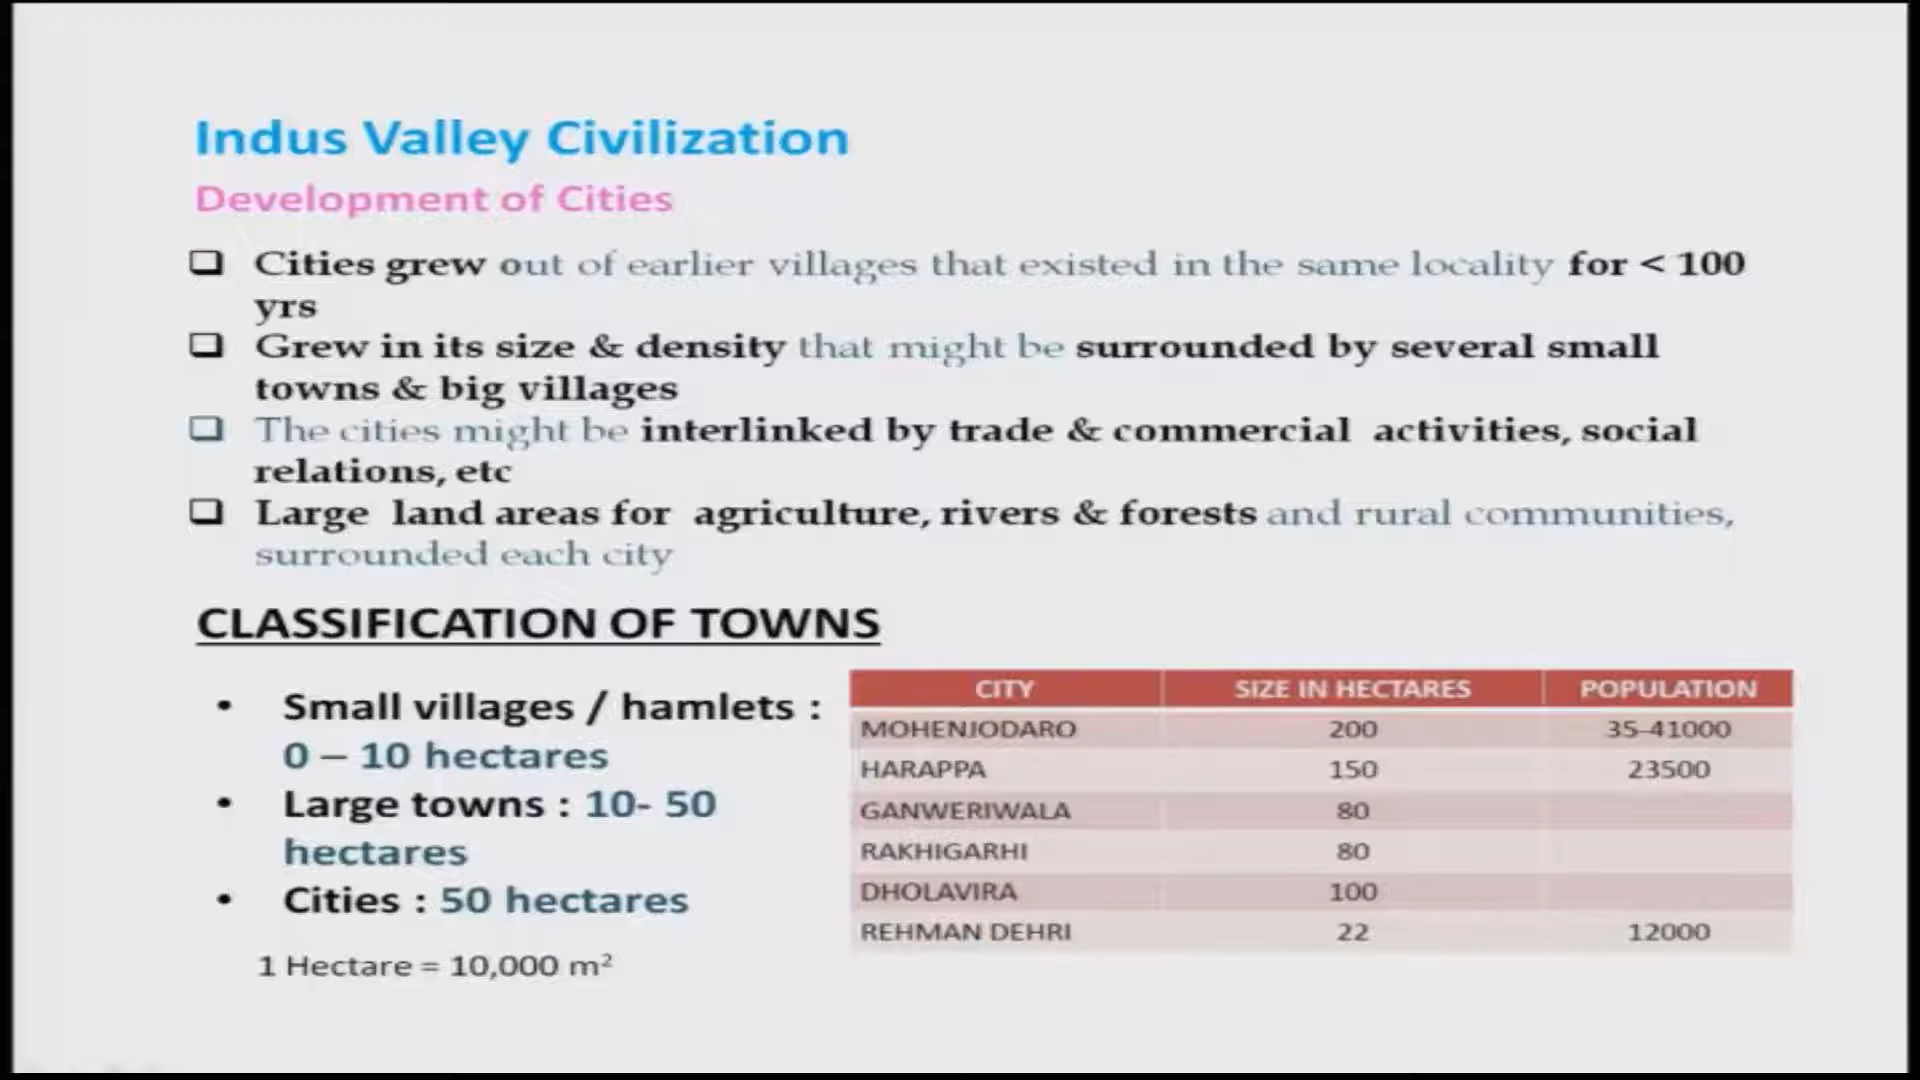 Indus Valley Civilization
Development of Cities
❑ Cities grew out of earlier villages that existed in the same locality for < 100
yrs
❑ Grew in its size & density that might be surrounded by several small
towns & big villages
❑ The cities might be interlinked by trade & commercial activities, social
relations, etc
❑ Large land areas for agriculture, rivers & forests and rural communities,
surrounded each city
CLASSIFICATION OF TOWNS
• Small villages / hamlets :
0 – 10 hectares
• Large towns : 10- 50
hectares
• Cities : 50 hectares
1 Hectare = 10,000 m²
CITY SIZE IN HECTARES POPULATION
MOHENJODARO 200 35-41000
HARAPPA 150 23500
GANWERIWALA 80
RAKHIGARHI 80
DHOLAVIRA 100
REHMAN DEHRI 22 12000